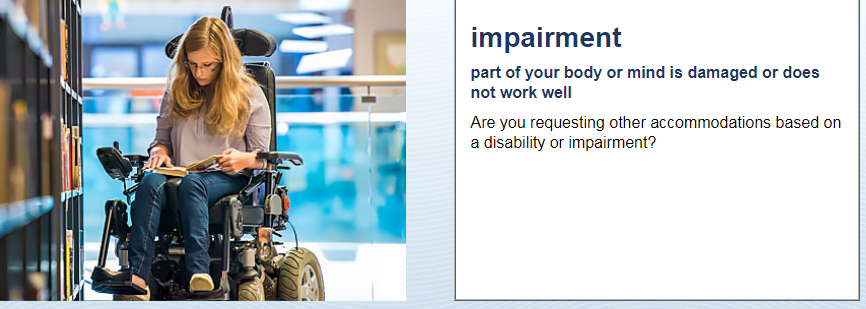 impairment
part of your body or mind is damaged or does
not work well
Are you requesting other accommodations based on
a disability or impairment?